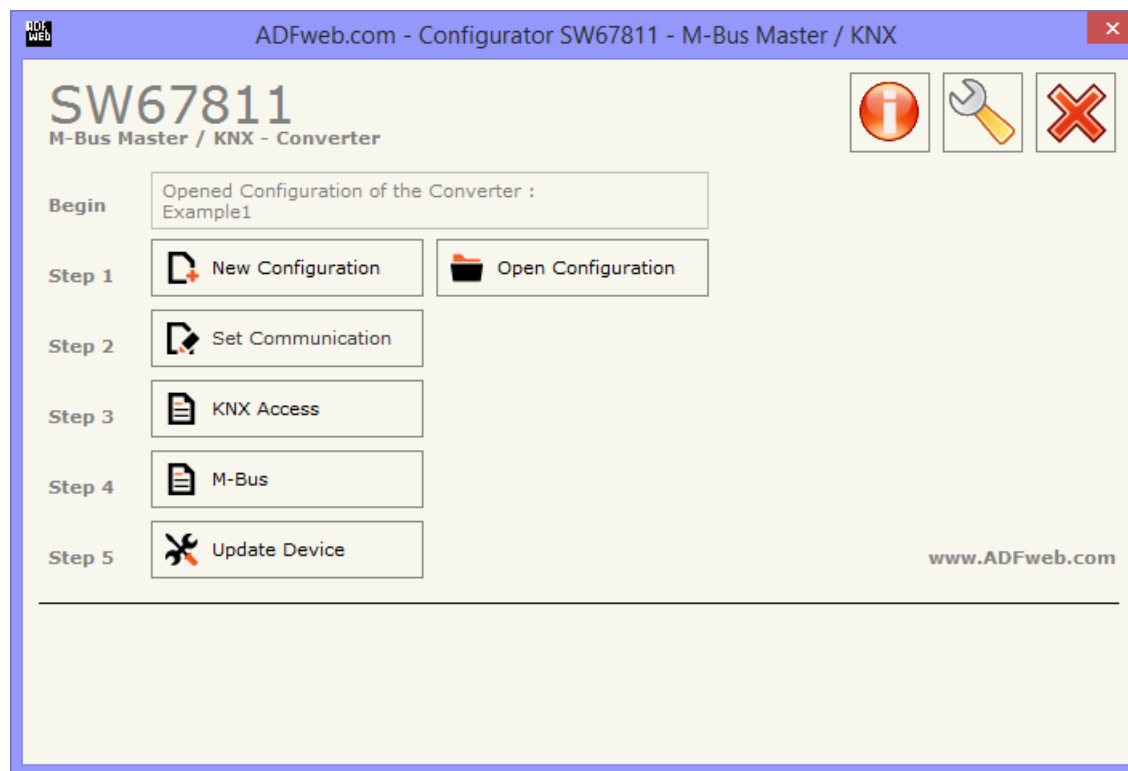 ADF
WEB
ADFweb.com - Configurator SW67811 - M-Bus Master / KNX
SW67811
M-Bus Master / KNX - Converter
Begin
Opened Configuration of the Converter :
Example1
Step 1
New Configuration
Open Configuration
Step 2
Set Communication
Step 3
KNX Access
Step 4
M-Bus
Step 5
Update Device
www.ADFweb.com